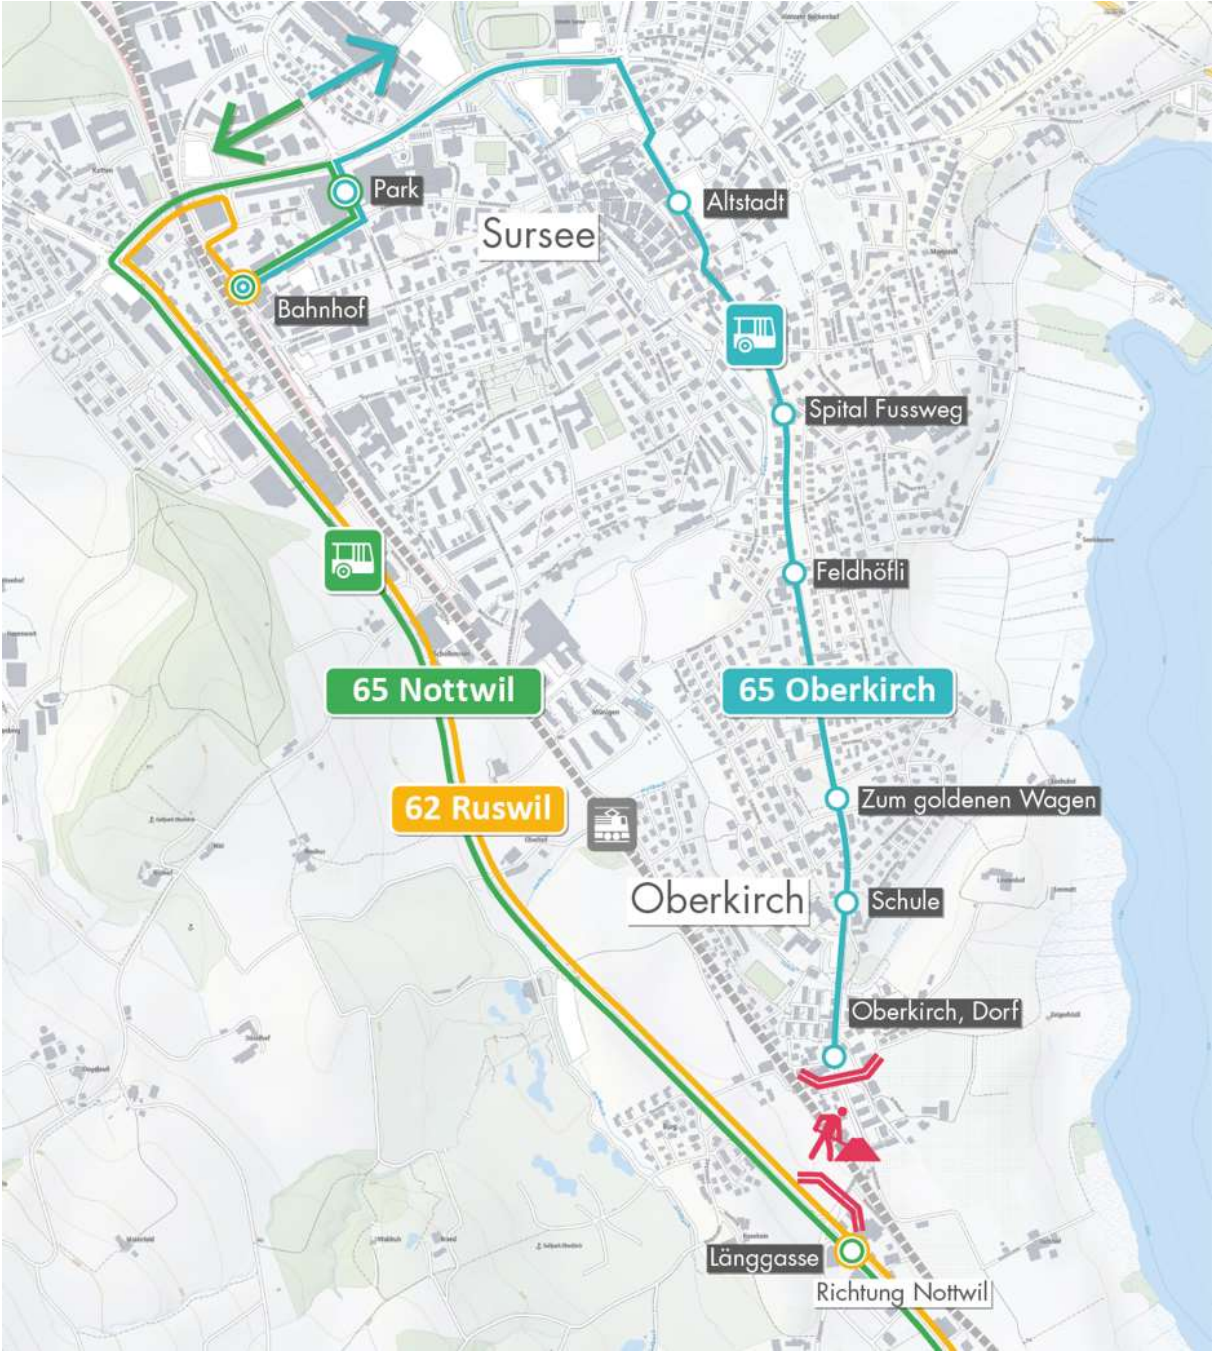 Park
Sursee
Altstadt
Bahnhof
Spital Fussweg
Feldhöfli
65 Nottwil
65 Oberkirch
62 Ruswil
Zum goldenen Wagen
Oberkirch
Schule
Oberkirch, Dorf
Länggasse
Richtung Nottwil